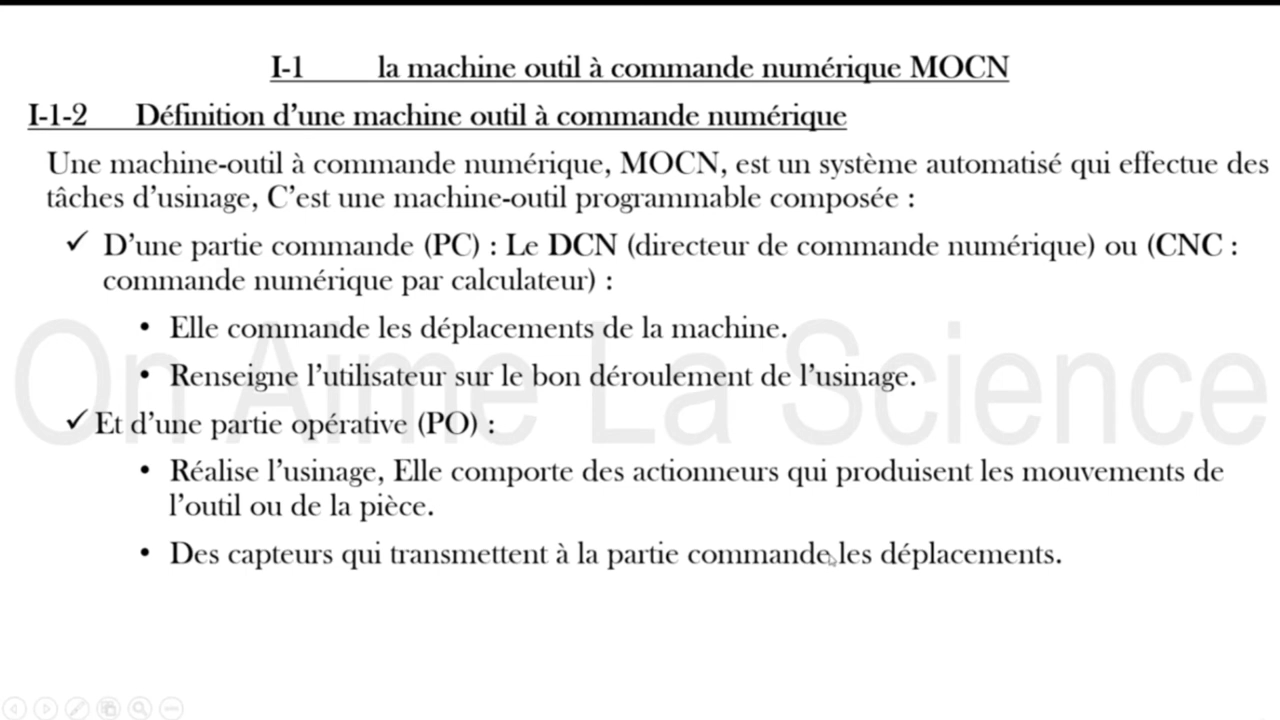 I-1 la machine outil à commande numérique MOCN
I-1-2 Définition d’une machine outil à commande numérique
Une machine-outil à commande numérique, MOCN, est un système automatisé qui effectue des
tâches d’usinage, C’est une machine-outil programmable composée :
✓ D’une partie commande (PC) : Le DCN (directeur de commande numérique) ou (CNC :
commande numérique par calculateur) :
• Elle commande les déplacements de la machine.
• Renseigne l’utilisateur sur le bon déroulement de l’usinage.
✓ Et d’une partie opérative (PO) :
• Réalise l’usinage, Elle comporte des actionneurs qui produisent les mouvements de
l’outil ou de la pièce.
• Des capteurs qui transmettent à la partie commande les déplacements.
On Aime La Science